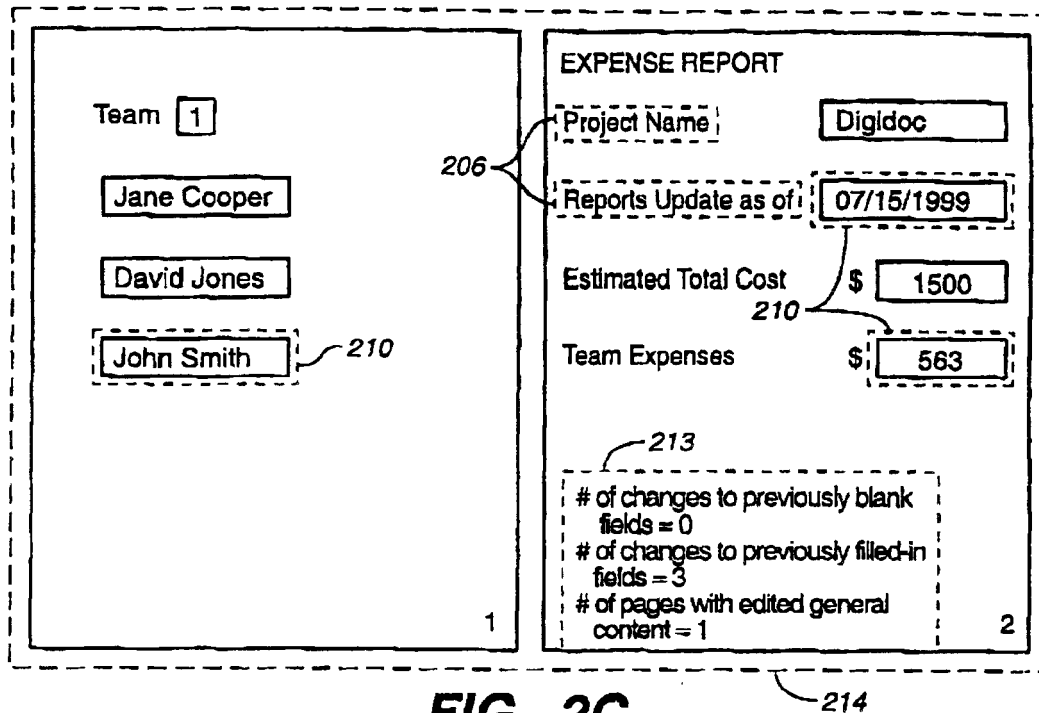 Team 1
Jane Cooper
David Jones
John Smith
210
1
EXPENSE REPORT
Project Name Digidoc
206
Reports Update as of 07/15/1999
Estimated Total Cost $ 1500
210
Team Expenses $ 563
213
# of changes to previously blank
fields = 0
# of changes to previously filled-in
fields = 3
# of pages with edited general
content = 1
2
214
FIG._2C